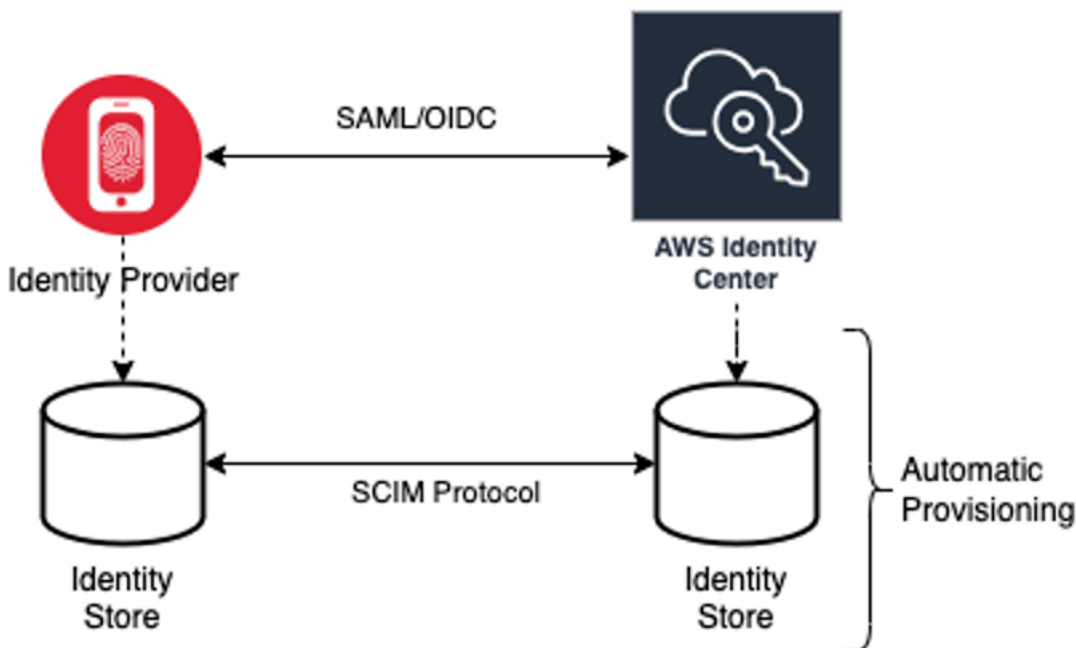 SAML/OIDC
AWS Identity
Center
Identity Provider
SCIM Protocol
Automatic
Provisioning
Identity
Store
Identity
Store